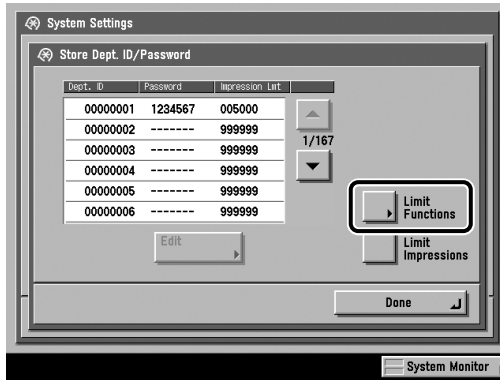 System Settings
Store Dept. ID/Password
Dept. ID Password Impression Lmt
00000001 1234567 005000
00000002 ------- 999999
00000003 ------- 999999
00000004 ------- 999999
00000005 ------- 999999
00000006 ------- 999999
1/167
Limit
Functions
Edit
Limit
Impressions
Done
System Monitor